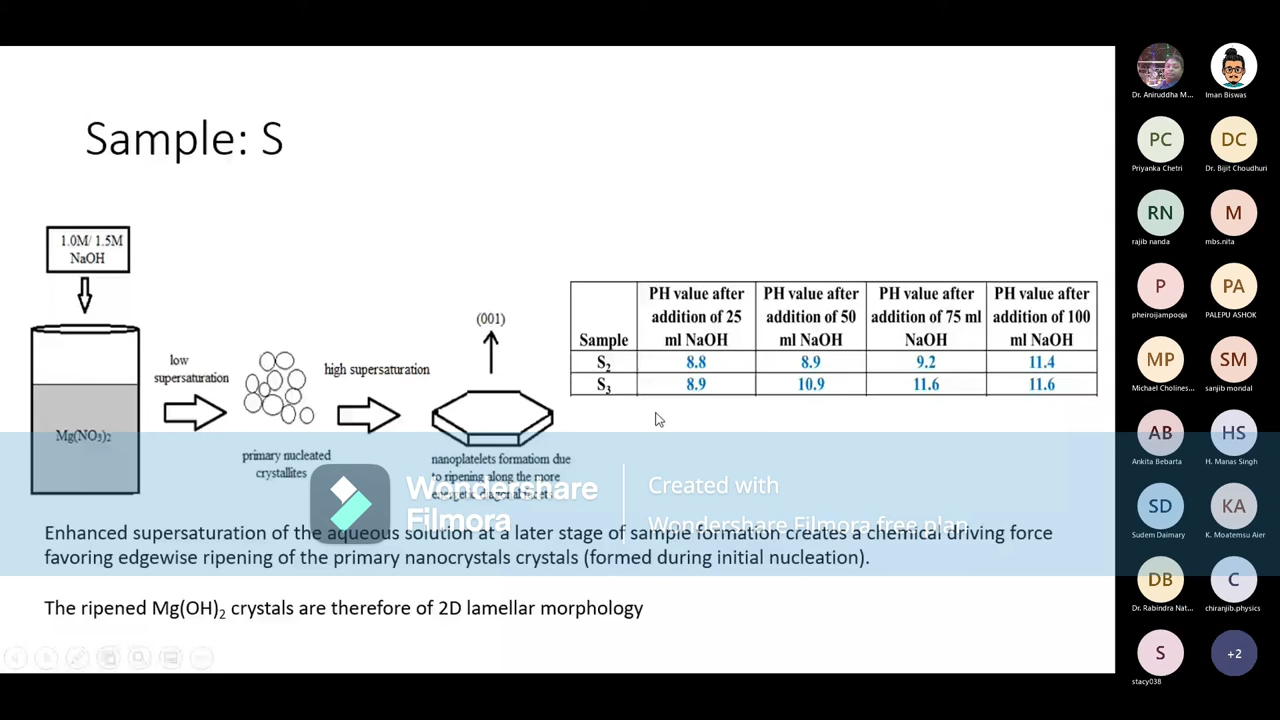 Sample: S
1.0M/ 1.5M
NaOH
Mg(NO3)2
low
supersaturation
primary nucleated
crystallites
high supersaturation
(001)
nanoplatelets formatiom due
to ripening along the more
PH value after
addition of 25
ml NaOH
PH value after
addition of 50
ml NaOH
PH value after
addition of 75 ml
NaOH
PH value after
addition of 100
ml NaOH
Sample
S2 8.8 8.9 9.2 11.4
S3 8.9 10.9 11.6 11.6
Wondershare
Filmora
Created with
Wondershare Filmora free plan
Enhanced supersaturation of the aqueous solution at a later stage of sample formation creates a chemical driving force
favoring edgewise ripening of the primary nanocrystals crystals (formed during initial nucleation).
The ripened Mg(OH)2 crystals are therefore of 2D lamellar morphology
Dr. Aniruddha M...
Iman Biswas
PC
Priyanka Chetri
DC
Dr. Bijit Choudhuri
RN
rajib nanda
M
mbs.nita
P
pheiroijampooja
PA
PALEPU ASHOK
MP
Michael Cholines...
SM
sanjib mondal
AB
Ankita Bebarta
HS
H. Manas Singh
SD
Sudem Daimary
KA
K. Moatemsu Aier
DB
Dr. Rabindra Nat...
C
chiranjib.physics
S
stacy038
+2